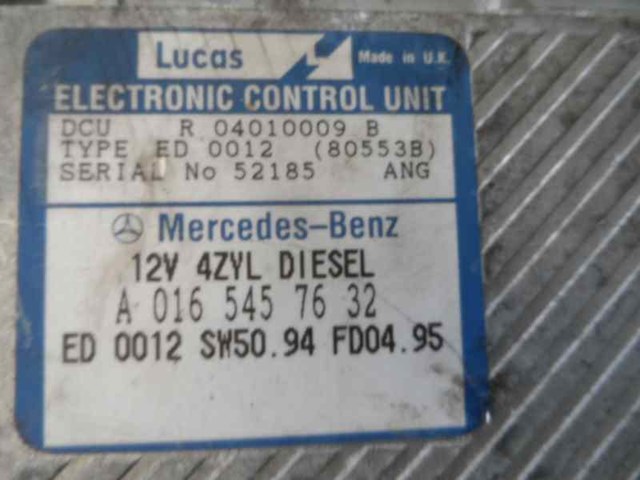 Lucas Made in U.K.
ELECTRONIC CONTROL UNIT
DCU R 04010009 B
TYPE ED 0012 (80553B)
SERIAL No 52185 ANG
Mercedes-Benz
12V 4ZYL DIESEL
A 016 545 76 32
ED 0012 SW50.94 FD04.95